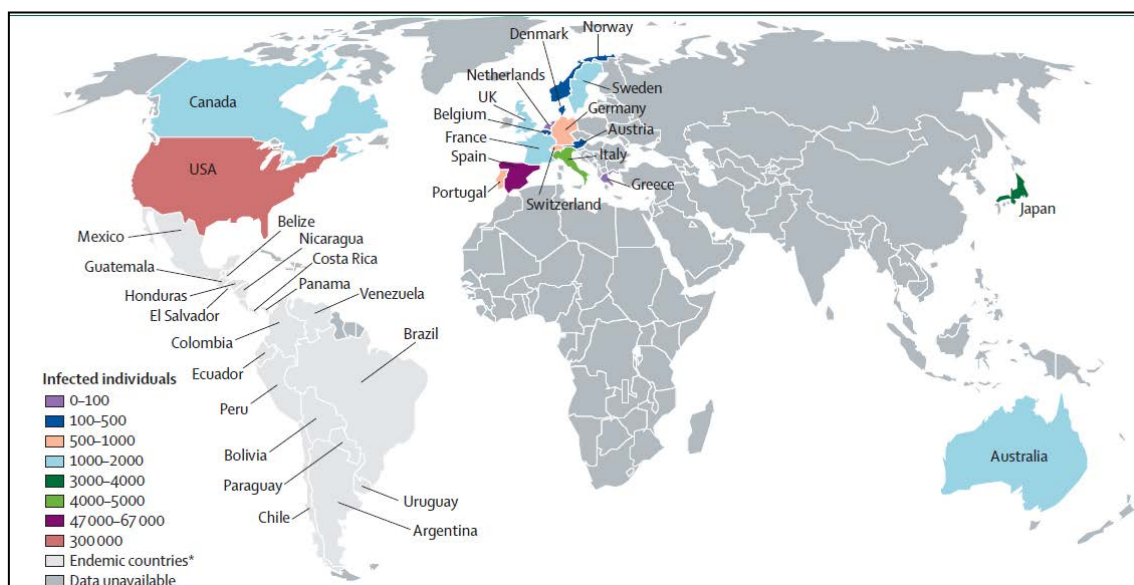 Norway
Denmark
Netherlands
Sweden
UK
Germany
Belgium
Austria
France
Italy
Spain
Greece
Portugal
Switzerland
Canada
USA
Japan
Belize
Mexico
Nicaragua
Guatemala
Costa Rica
Honduras
Panama
El Salvador
Venezuela
Colombia
Brazil
Ecuador
Peru
Bolivia
Paraguay
Uruguay
Chile
Argentina
Australia
Infected individuals
0–100
100–500
500–1000
1000–2000
3000–4000
4000–5000
47 000–67 000
300 000
Endemic countries*
Data unavailable